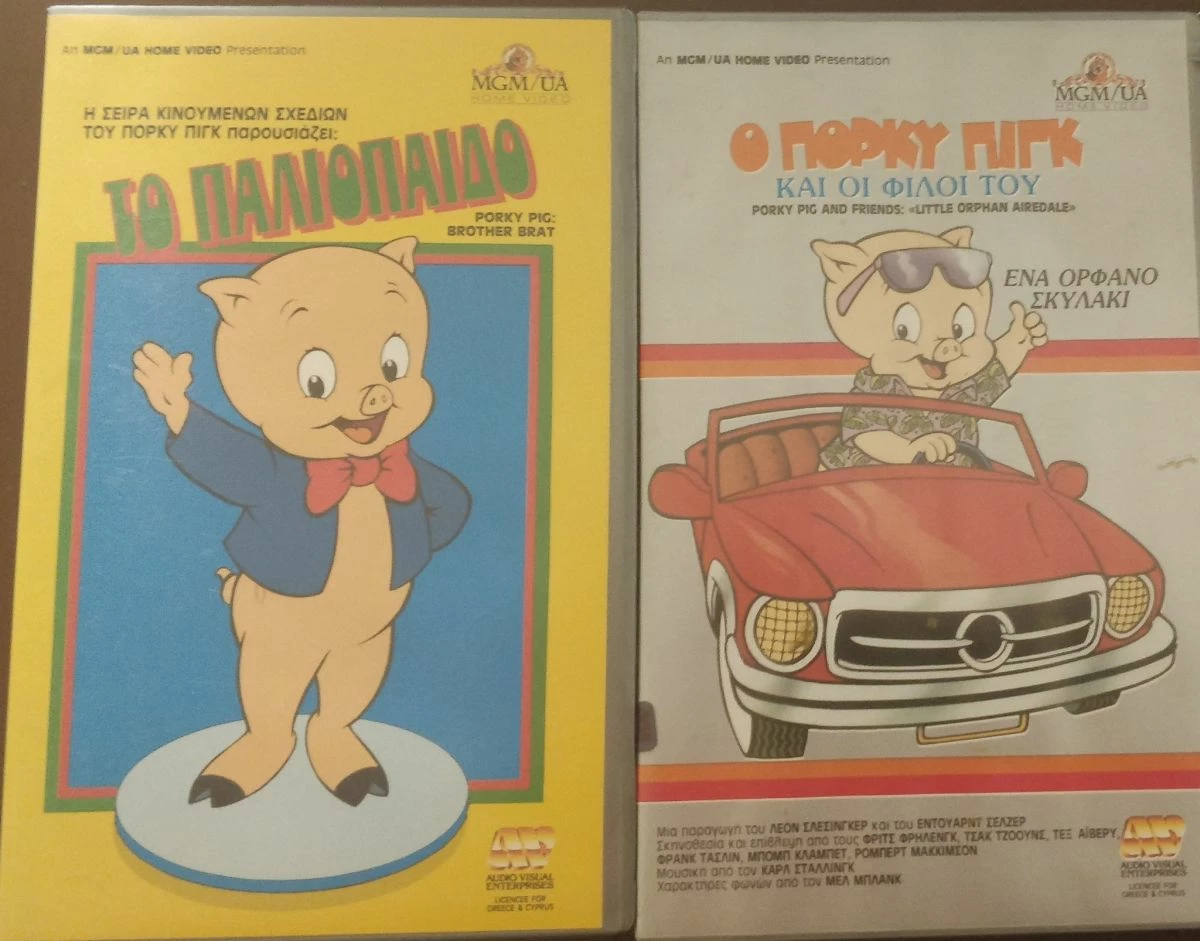 An MGM/UA HOME VIDEO Presentation
MGM/UA
HOME VIDEO
Η ΣΕΙΡΑ ΚΙΝΟΥΜΕΝΩΝ ΣΧΕΔΙΩΝ
ΤΟΥ ΠΟΡΚΥ ΠΙΓΚ παρουσιάζει:
ΤΟ ΠΑΛΙΟΠΑΙΔΟ
PORKY PIG:
BROTHER BRAT
AUDIO VISUAL
ENTERPRISES
LICENCEE FOR
GREECE & CYPRUS
An MGM/UA HOME VIDEO Presentation
MGM/UA
HOME VIDEO
Ο ΠΟΡΚΥ ΠΙΓΚ
ΚΑΙ ΟΙ ΦΙΛΟΙ ΤΟΥ
PORKY PIG AND FRIENDS: «LITTLE ORPHAN AIREDALE»
ΕΝΑ ΟΡΦΑΝΟ
ΣΚΥΛΑΚΙ
Μια παραγωγή του ΛΕΟΝ ΣΛΕΣΙΝΓΚΕΡ και του ΕΝΤΟΥΑΡΝΤ ΣΕΛΖΕΡ
Σκηνοθεσία και επίβλεψη από τους ΦΡΙΤΣ ΦΡΗΛΕΝΓΚ, ΤΣΑΚ ΤΖΟΟΥΝΣ, ΤΕΞ ΑΪΒΕΡΥ,
ΦΡΑΝΚ ΤΑΣΛΙΝ, ΜΠΟΜΠ ΚΛΑΜΠΕΤ, ΡΟΜΠΕΡΤ ΜΑΚΚΙΜΣΟΝ
Μουσική από τον ΚΑΡΛ ΣΤΑΛΛΙΝΓΚ
Χαρακτήρες φωνών από τον ΜΕΛ ΜΠΛΑΝΚ
AUDIO VISUAL
ENTERPRISES
LICENCEE FOR
GREECE & CYPRUS